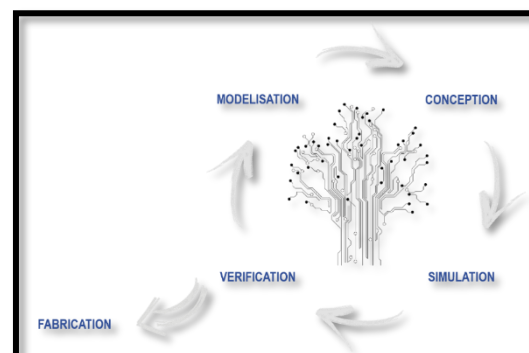 MODELISATION
CONCEPTION
VERIFICATION
SIMULATION
FABRICATION